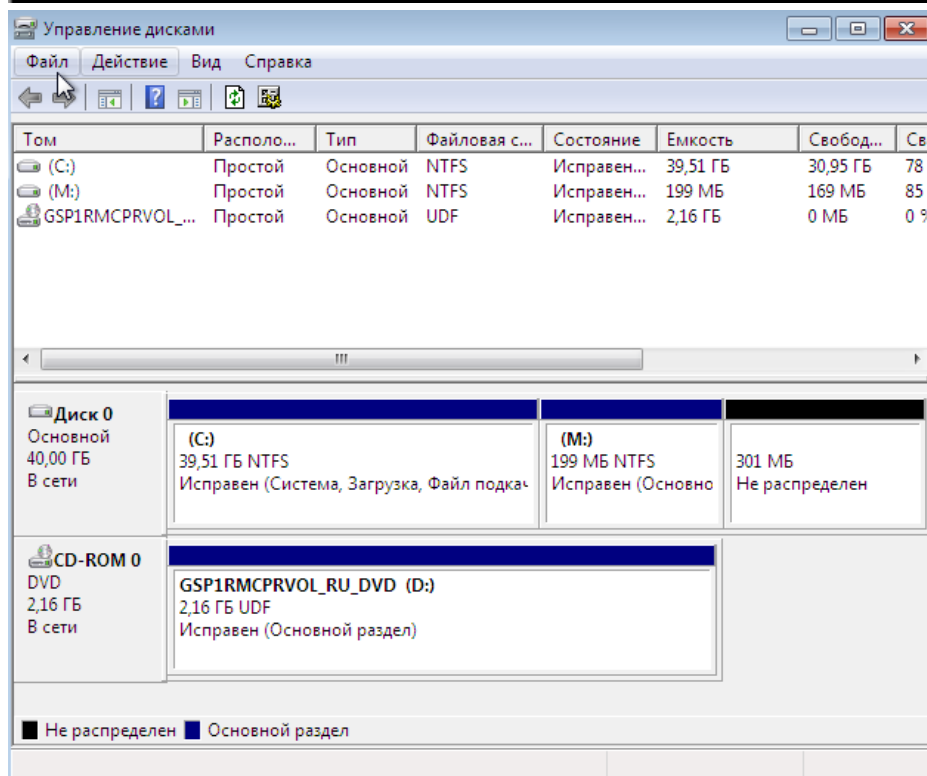 Управление дисками
Файл Действие Вид Справка
Том Располо... Тип Файловая с... Состояние Емкость Свобод... Св
(C:) Простой Основной NTFS Исправен... 39,51 ГБ 30,95 ГБ 78
(M:) Простой Основной NTFS Исправен... 199 МБ 169 МБ 85
GSP1RMCPRVOL_... Простой Основной UDF Исправен... 2,16 ГБ 0 МБ 0 %
Диск 0
Основной
40,00 ГБ
В сети
(C:)
39,51 ГБ NTFS
Исправен (Система, Загрузка, Файл подкач
(M:)
199 МБ NTFS
Исправен (Основно
301 МБ
Не распределен
CD-ROM 0
DVD
2,16 ГБ
В сети
GSP1RMCPRVOL_RU_DVD (D:)
2,16 ГБ UDF
Исправен (Основной раздел)
Не распределен Основной раздел